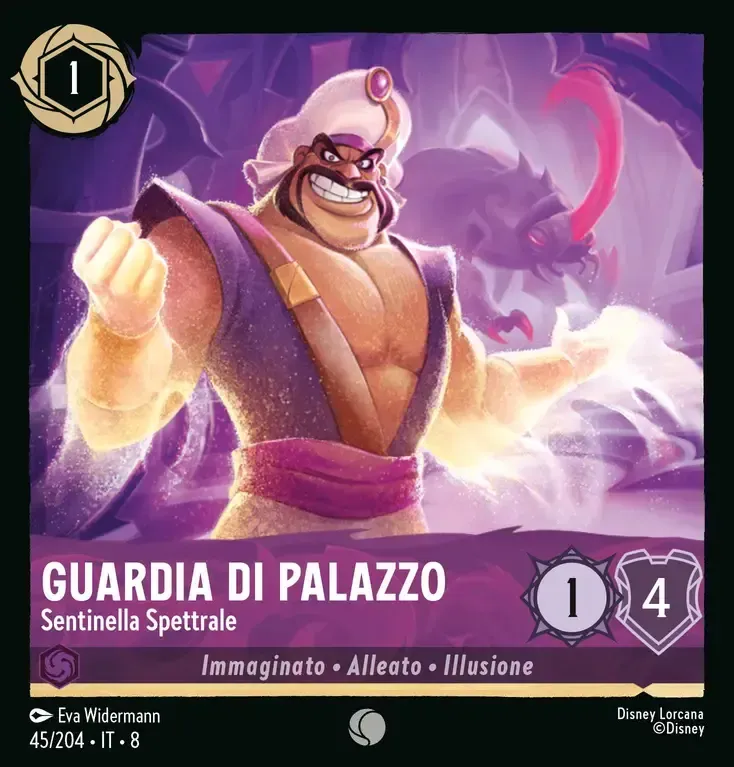 1
GUARDIA DI PALAZZO
Sentinella Spettrale
1
4
Immaginato • Alleato • Illusione
Eva Widermann
45/204 • IT • 8
Disney Lorcana
©Disney